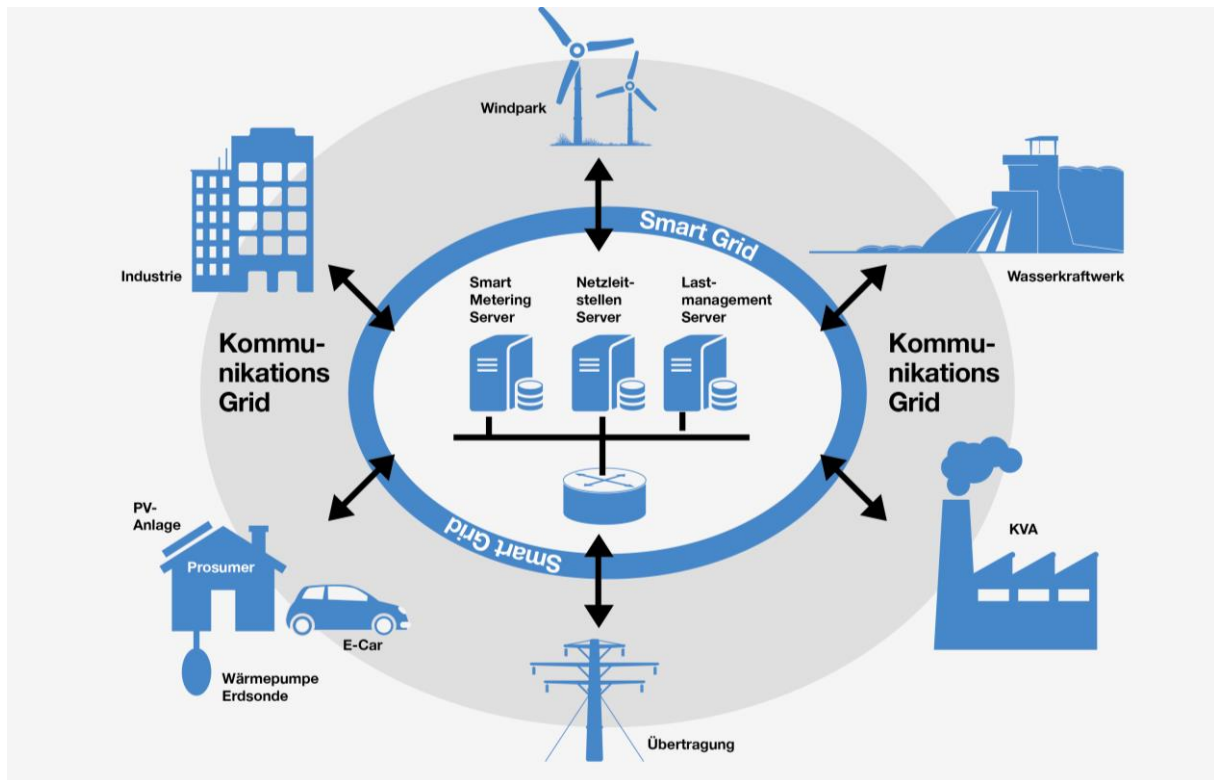 Windpark
Smart Grid
Industrie
Wasserkraftwerk
Smart
Metering
Server
Netzleit-
stellen
Server
Last-
management
Server
Kommu-
nikations
Grid
Kommu-
nikations
Grid
PV-
Anlage
Prosumer
E-Car
Wärmepumpe
Erdsonde
Smart Grid
KVA
Übertragung